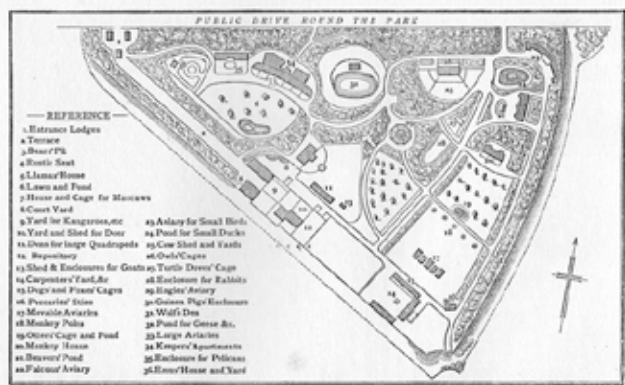 PUBLIC DRIVE ROUND THE PARK
REFERENCE
1. Entrance Lodges
2. Terrace
3. Bears' Pit
4. Rustic Seat
5. Llamas' House
6. Lawn and Pond
7. House and Cage for Maccaws
8. Court Yard
9. Yard for Kangaroos, etc
10. Yard and Shed for Deer
11. Dens for large Quadrupeds
12. Repository
13. Shed & Enclosures for Goats
14. Carpenters' Yard, &c
15. Dogs' and Foxes' Cages
16. Peccaries' Sties
17. Movable Aviaries
18. Monkey Poles
19. Otters' Cage and Pond
20. Monkey House
21. Beavers' Pond
22. Falcons' Aviary
23. Aviary for Small Birds
24. Pond for Small Ducks
25. Cow Shed and Yards
26. Owls' Cages
27. Turtle Doves' Cage
28. Enclosure for Rabbits
29. Eagles' Aviary
30. Guinea Pigs' Enclosure
31. Wolf's Den
32. Pond for Geese &c.
33. Large Aviaries
34. Keepers' Apartments
35. Enclosure for Pelicans
36. Emus' House and Yard